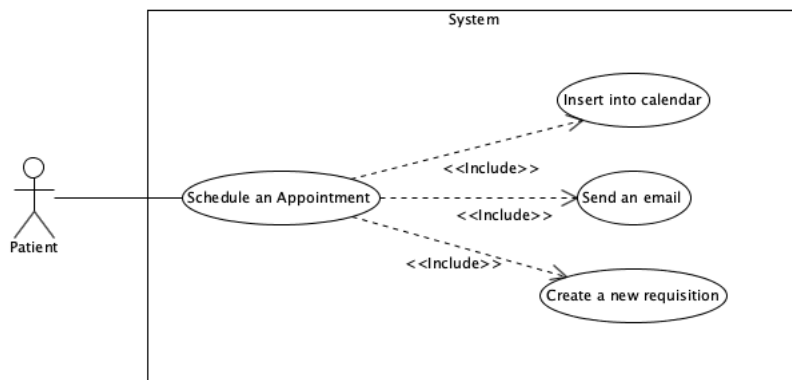 System
Insert into calendar
<<Include>>
Schedule an Appointment
Send an email
<<Include>>
Patient
<<Include>>
Create a new requisition